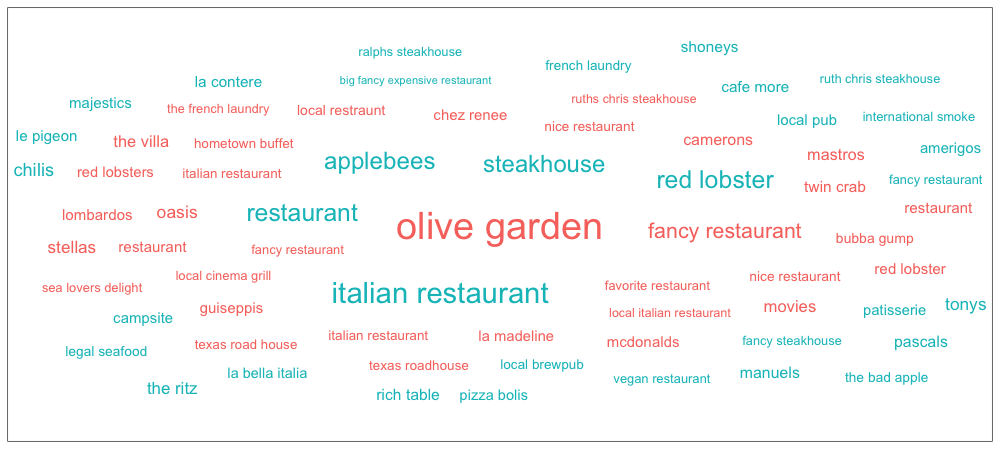 shoneys
ralphs steakhouse
french laundry
la contere
big fancy expensive restaurant
ruth chris steakhouse
cafe more
majestics
the french laundry
local restraunt
ruths chris steakhouse
chez renee
international smoke
local pub
nice restaurant
le pigeon
the villa
hometown buffet
camerons
amerigos
mastros
applebees
steakhouse
chilis
red lobsters
italian restaurant
red lobster
fancy restaurant
twin crab
restaurant
lombardos
oasis
restaurant
olive garden
fancy restaurant
bubba gump
stellas
restaurant
fancy restaurant
red lobster
local cinema grill
nice restaurant
sea lovers delight
favorite restaurant
italian restaurant
guiseppis
movies
tonys
patisserie
local italian restaurant
campsite
italian restaurant
la madeline
mcdonalds
fancy steakhouse
pascals
texas road house
legal seafood
texas roadhouse
local brewpub
la bella italia
manuels
vegan restaurant
the bad apple
the ritz
rich table
pizza bolis